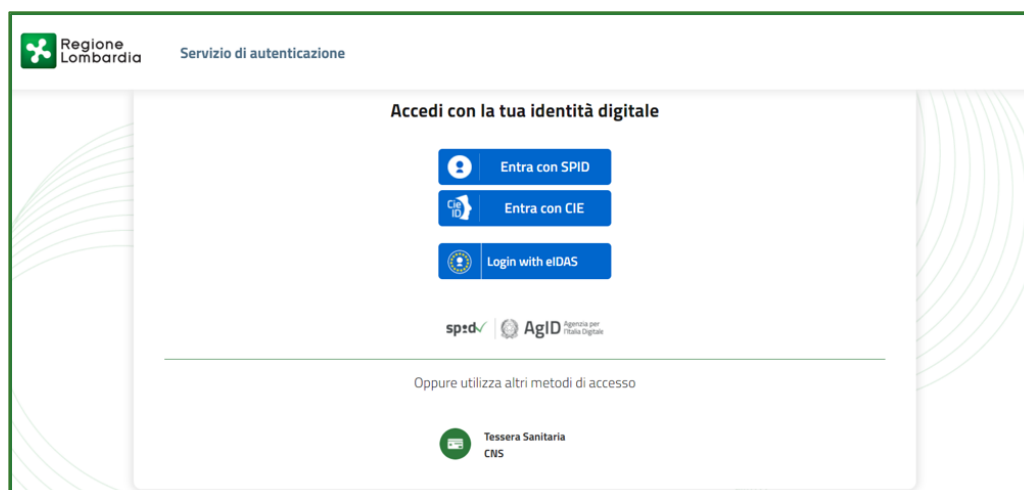 Regione
Lombardia
Servizio di autenticazione
Accedi con la tua identità digitale
Entra con SPID
Cie
ID
Entra con CIE
Login with eIDAS
spid
AgID
Agenzia per
l'Italia Digitale
Oppure utilizza altri metodi di accesso
Tessera Sanitaria
CNS